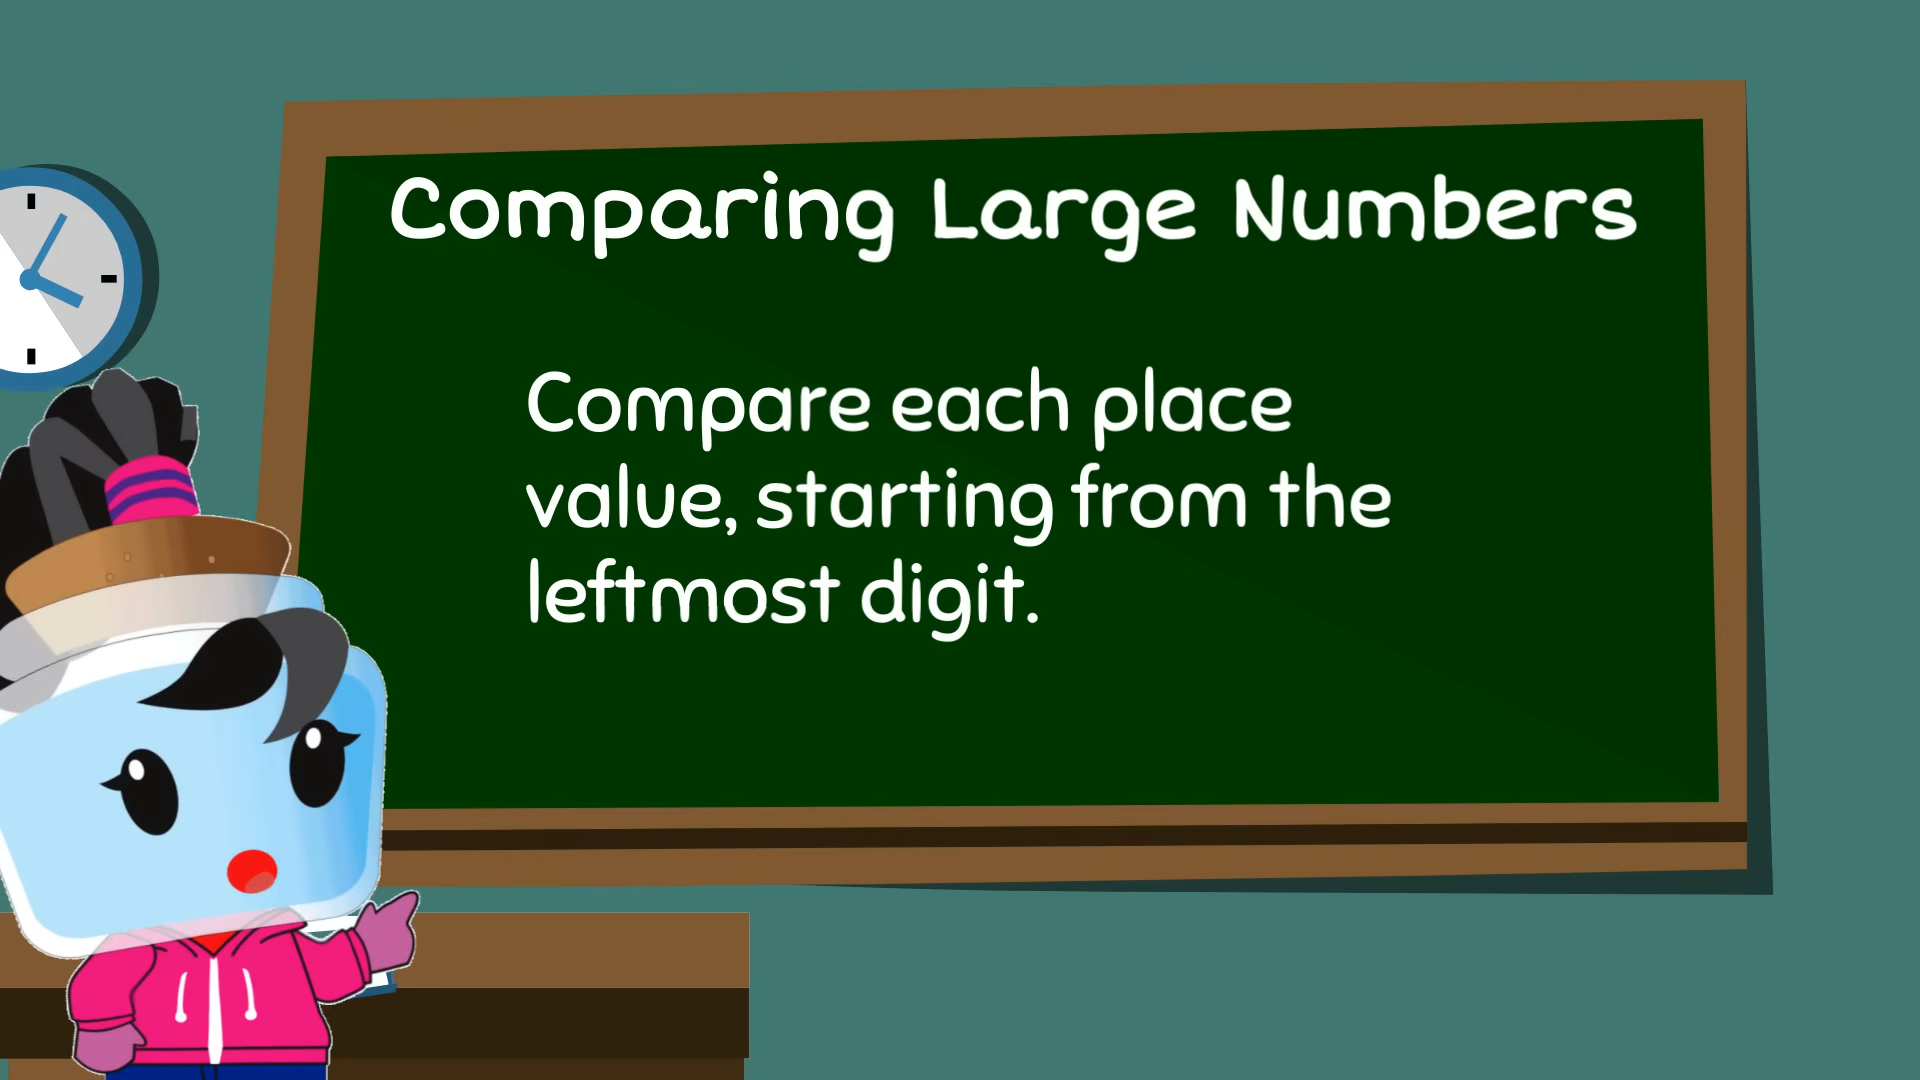 Comparing Large Numbers
Compare each place
value, starting from the
leftmost digit.